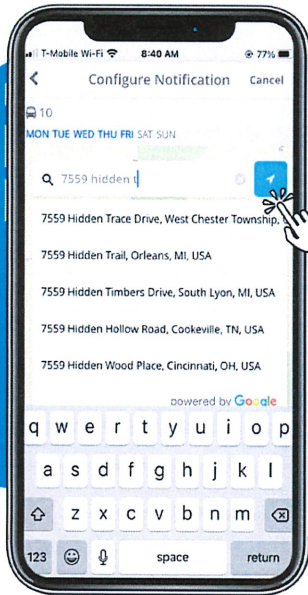 T-Mobile Wi-Fi 8:40 AM 77%
Configure Notification Cancel
10
MON TUE WED THU FRI SAT SUN
7559 hidden t
7559 Hidden Trace Drive, West Chester Township,
7559 Hidden Trail, Orleans, MI, USA
7559 Hidden Timbers Drive, South Lyon, MI, USA
7559 Hidden Hollow Road, Cookeville, TN, USA
7559 Hidden Wood Place, Cincinnati, OH, USA
powered by Google
q w e r t y u i o p
a s d f g h j k l
z x c v b n m
123 space return